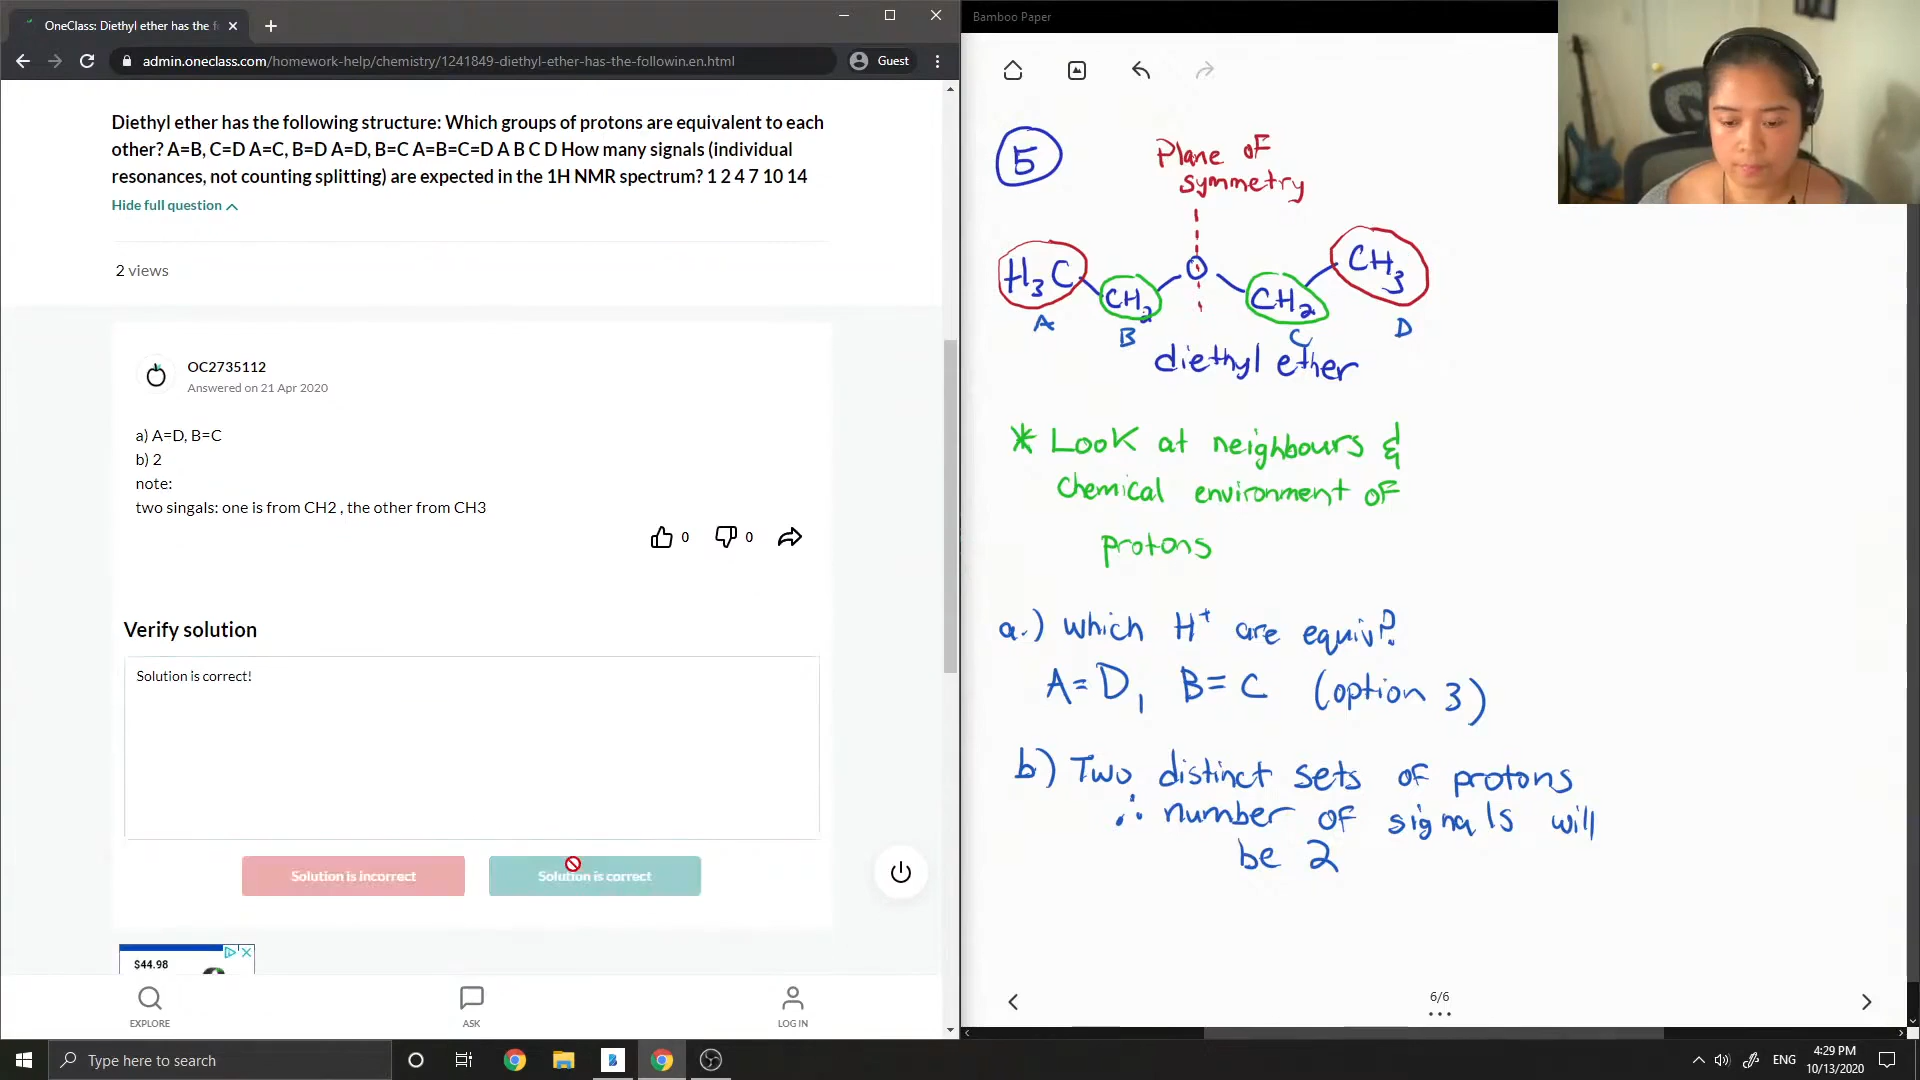 OneClass: Diethyl ether has the f
admin.oneclass.com/homework-help/chemistry/1241849-diethyl-ether-has-the-followin.en.html
Guest
Diethyl ether has the following structure: Which groups of protons are equivalent to each
other? A=B, C=D A=C, B=D A=D, B=C A=B=C=D A B C D How many signals (individual
resonances, not counting splitting) are expected in the 1H NMR spectrum? 1 2 4 7 10 14
Hide full question
2 views
OC2735112
Answered on 21 Apr 2020
a) A=D, B=C
b) 2
note:
two singals: one is from CH2 , the other from CH3
0
0
Verify solution
Solution is correct!
Solution is incorrect
Solution is correct
$44.98
EXPLORE
ASK
LOG IN
Bamboo Paper
5
Plane of
symmetry
H₃C
CH₂
O
CH₂
CH₃
A
B
C
D
diethyl ether
* Look at neighbours &
chemical environment of
protons
a.) which H⁺ are equiv?
A=D, B=C (option 3)
b) Two distinct sets of protons
∴ number of signals will
be 2
6/6
Type here to search
ENG
4:29 PM
10/13/2020